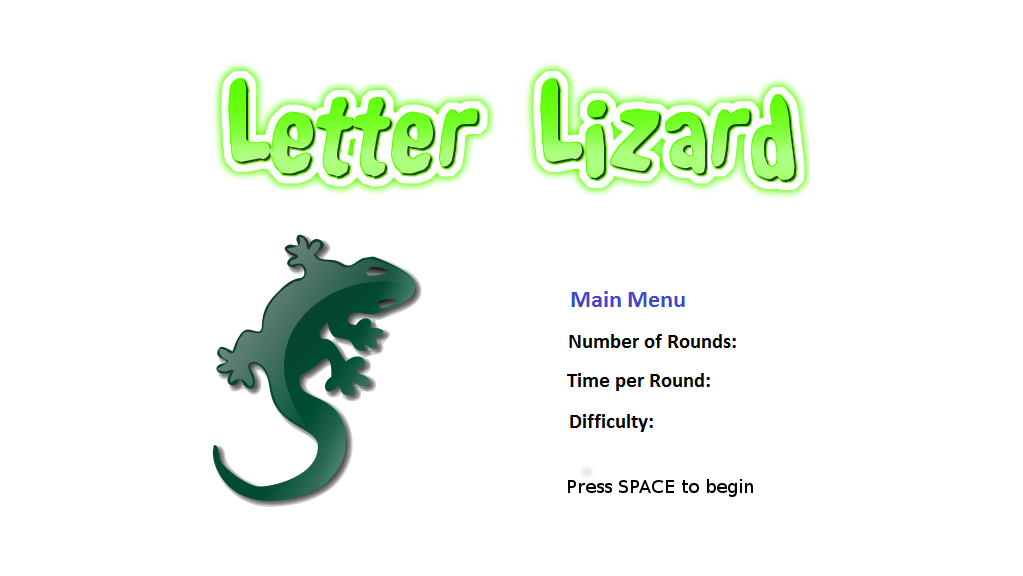 Letter Lizard
Main Menu
Number of Rounds:
Time per Round:
Difficulty:
Press SPACE to begin